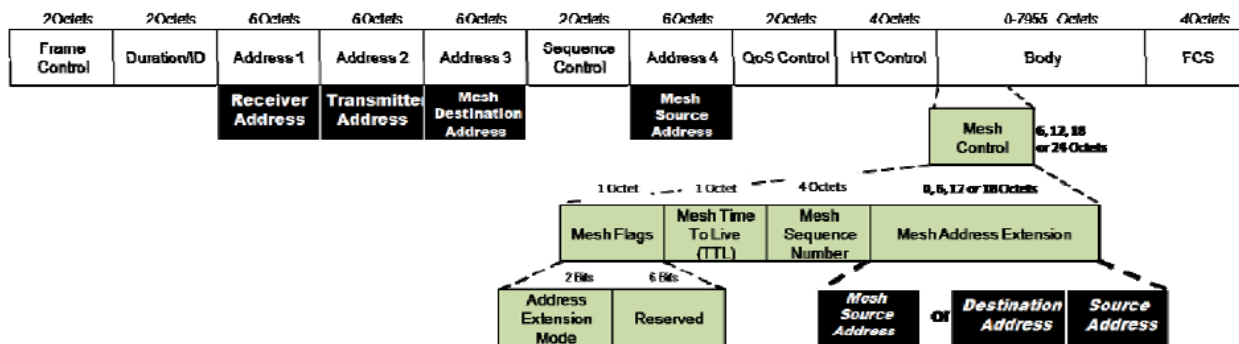 2Octets 2Octets 6Octets 6Octets 6Octets 2Octets 6Octets 2Octets 4Octets 0-7955 Octets 4Octets
Frame Control Duration/ID Address 1 Address 2 Address 3 Sequence Control Address 4 QoS Control HT Control Body FCS
Receiver Address Transmitter Address Mesh Destination Address Mesh Source Address
Mesh Control 6, 12, 18 or 24 Octets
1 Octet 1 Octet 4 Octets 0, 6, 12 or 18 Octets
Mesh Flags Mesh Time To Live (TTL) Mesh Sequence Number Mesh Address Extension
2 Bits 6 Bits
Address Extension Mode Reserved Mesh Source Address or Destination Address Source Address